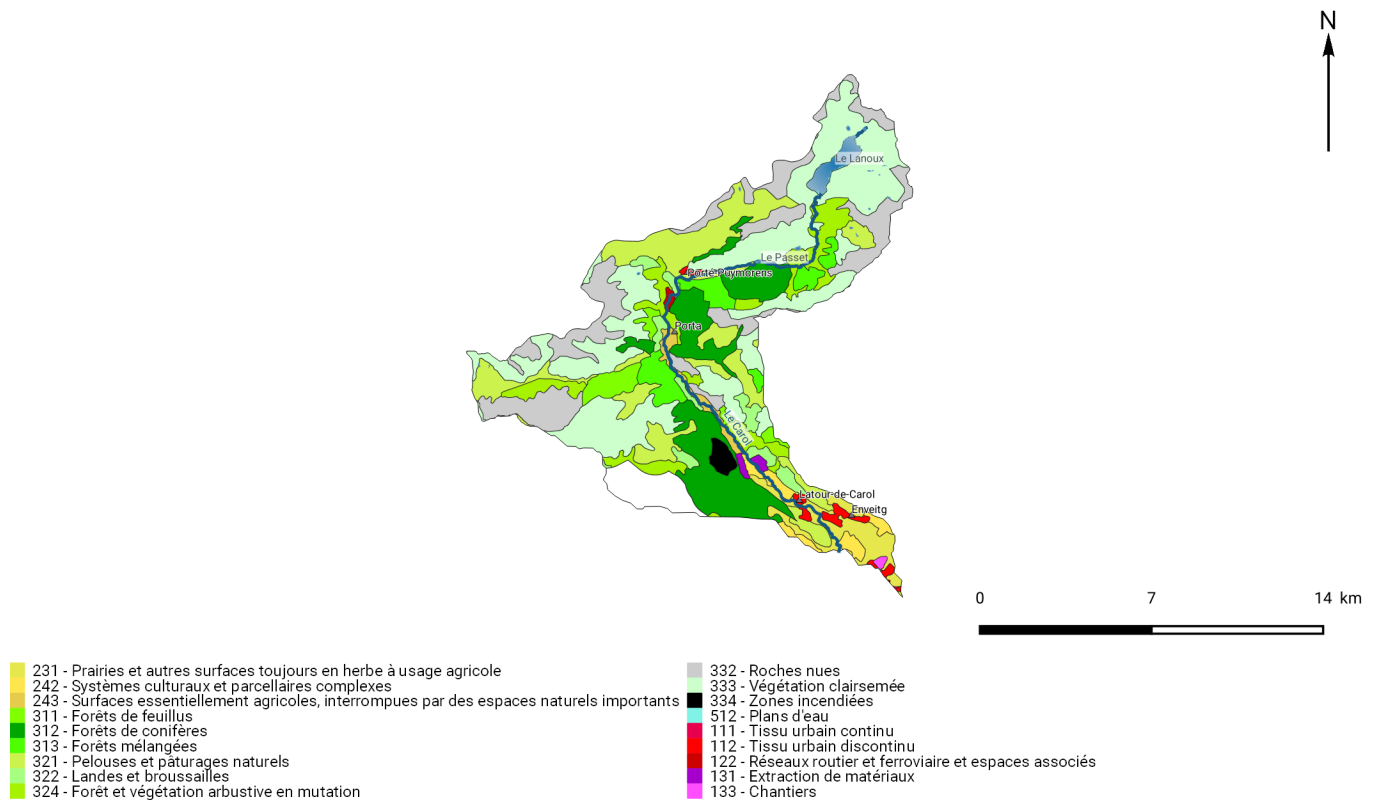 N
Le Lanoux
Le Passet
Porté-Puymorens
Porta
Le Carol
Latour-de-Carol
Enveitg
0 7 14 km
231 - Prairies et autres surfaces toujours en herbe à usage agricole
242 - Systèmes culturaux et parcellaires complexes
243 - Surfaces essentiellement agricoles, interrompues par des espaces naturels importants
311 - Forêts de feuillus
312 - Forêts de conifères
313 - Forêts mélangées
321 - Pelouses et pâturages naturels
322 - Landes et broussailles
324 - Forêt et végétation arbustive en mutation
332 - Roches nues
333 - Végétation clairsemée
334 - Zones incendiées
512 - Plans d'eau
111 - Tissu urbain continu
112 - Tissu urbain discontinu
122 - Réseaux routier et ferroviaire et espaces associés
131 - Extraction de matériaux
133 - Chantiers